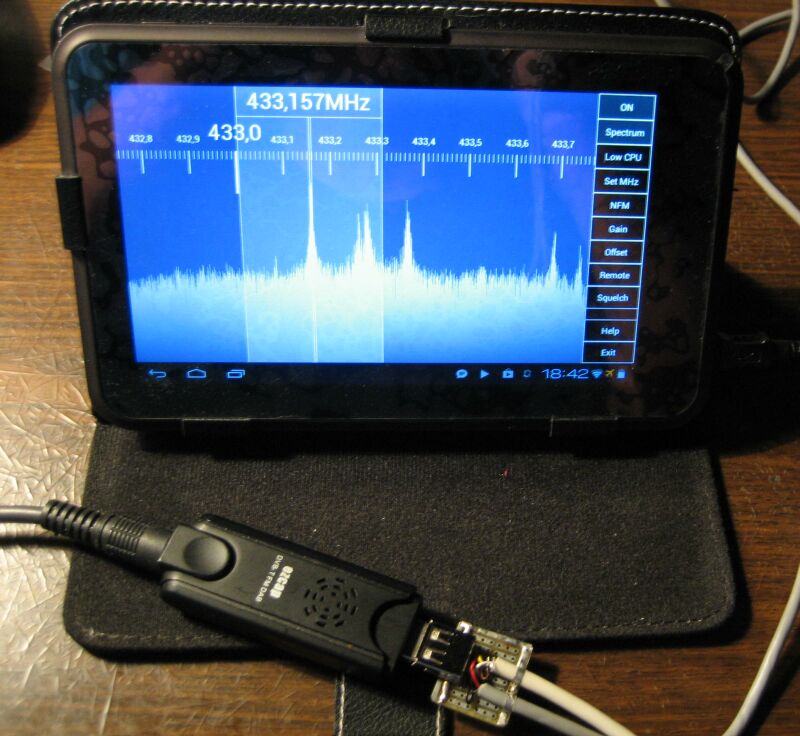 433,157MHz
432,8 432,9 433,0 433,1 433,2 433,3 433,4 433,5 433,6 433,7
ON
Spectrum
Low CPU
Set MHz
NFM
Gain
Offset
Remote
Squelch
Help
Exit
18:42
ezcap
DVB-T FM DAB